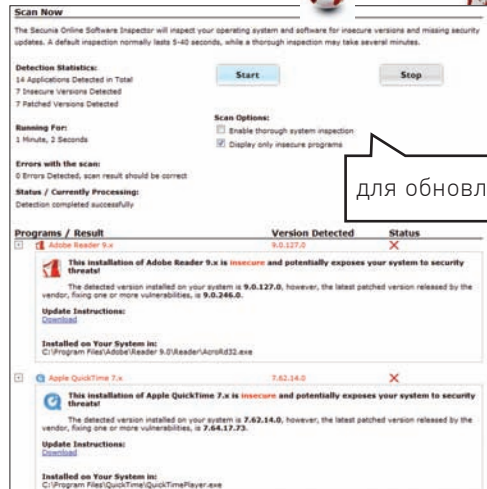 Scan Now
The Secunia Online Software Inspector will inspect your operating system and software for insecure versions and missing security
updates. A default inspection normally lasts 5-40 seconds, while a thorough inspection may take several minutes.
Detection Statistics:
14 Applications Detected in Total
7 Insecure Versions Detected
7 Patched Versions Detected
Start
Stop
Running For:
1 Minute, 2 Seconds
Scan Options:
Enable thorough system inspection
Display only insecure programs
Errors with the scan:
0 Errors Detected, scan result should be correct
Status / Currently Processing:
Detection completed successfully
для обновл
Programs / Result Version Detected Status
Adobe Reader 9.x 9.0.127.0
This installation of Adobe Reader 9.x is insecure and potentially exposes your system to security
threats!
The detected version installed on your system is 9.0.127.0, however, the latest patched version released by the
vendor, fixing one or more vulnerabilities, is 9.0.246.0.
Update Instructions:
Download
Installed on Your System in:
C:\Program Files\Adobe\Reader 9.0\Reader\AcroRd32.exe
Apple QuickTime 7.x 7.62.14.0
This installation of Apple QuickTime 7.x is insecure and potentially exposes your system to security
threats!
The detected version installed on your system is 7.62.14.0, however, the latest patched version released by the
vendor, fixing one or more vulnerabilities, is 7.64.17.73.
Update Instructions:
Download
Installed on Your System in:
C:\Program Files\QuickTime\QuickTimePlayer.exe